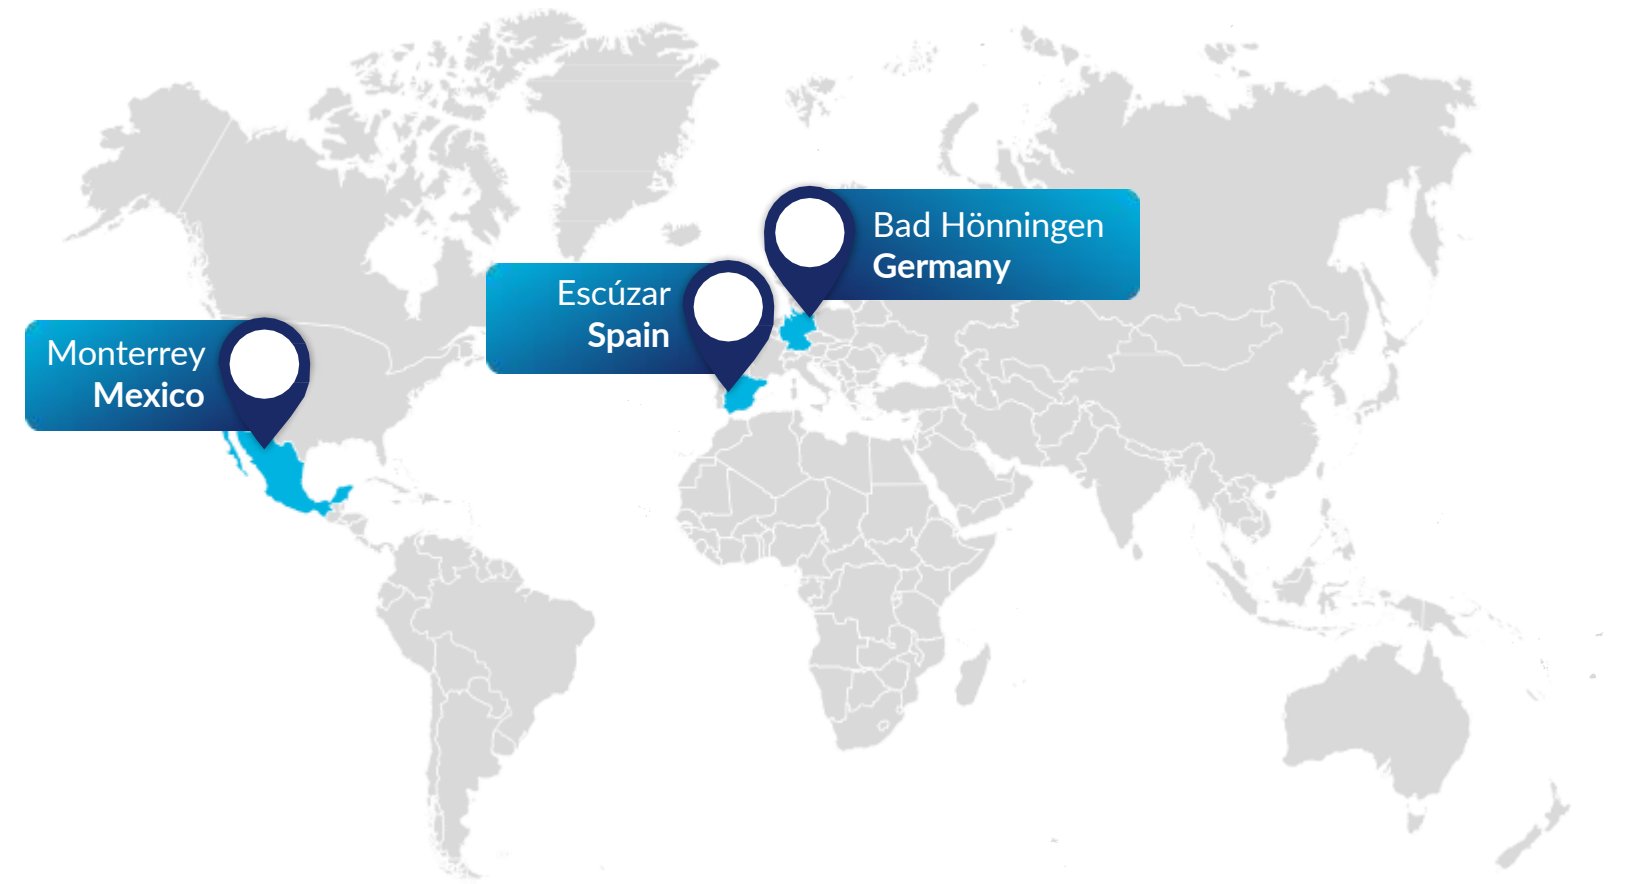 Bad Hönningen
Germany
Escúzar
Spain
Monterrey
Mexico